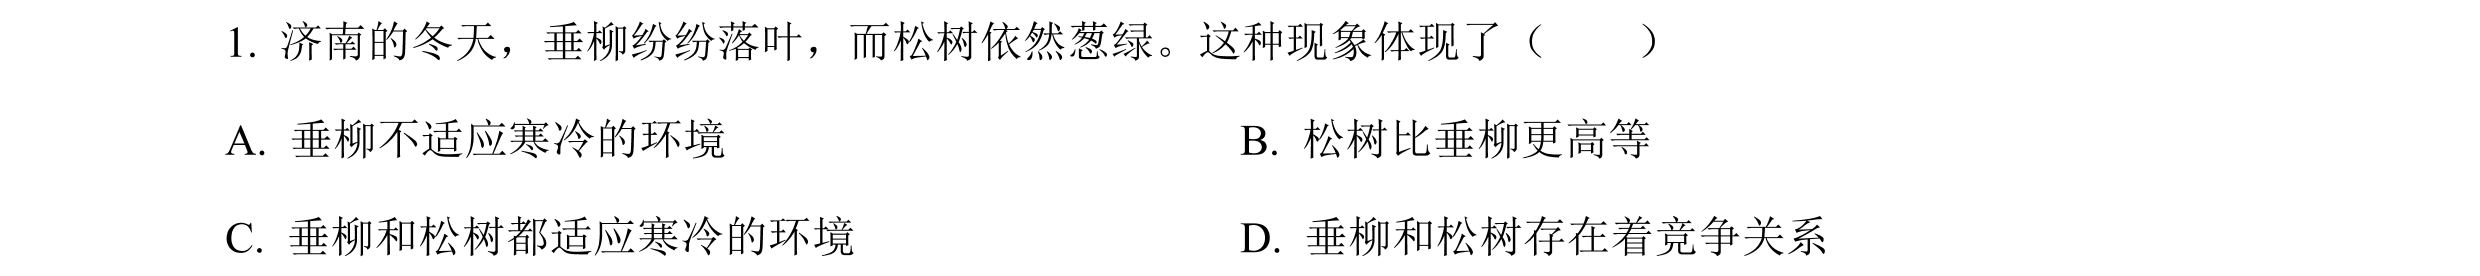 1. 济南的冬天，垂柳纷纷落叶，而松树依然葱绿。这种现象体现了（　　）
A. 垂柳不适应寒冷的环境　　B. 松树比垂柳更高等
C. 垂柳和松树都适应寒冷的环境　　D. 垂柳和松树存在着竞争关系